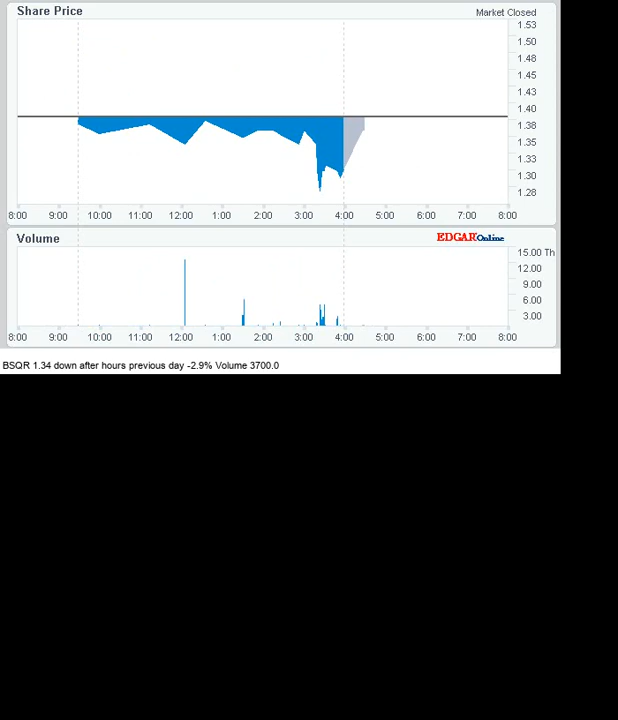 Share Price
Market Closed
1.53
1.50
1.48
1.45
1.43
1.40
1.38
1.35
1.33
1.30
1.28
8:00 9:00 10:00 11:00 12:00 1:00 2:00 3:00 4:00 5:00 6:00 7:00 8:00
Volume
EDGAROnline
15.00 Th
12.00
9.00
6.00
3.00
8:00 9:00 10:00 11:00 12:00 1:00 2:00 3:00 4:00 5:00 6:00 7:00 8:00
BSQR 1.34 down after hours previous day -2.9% Volume 3700.0